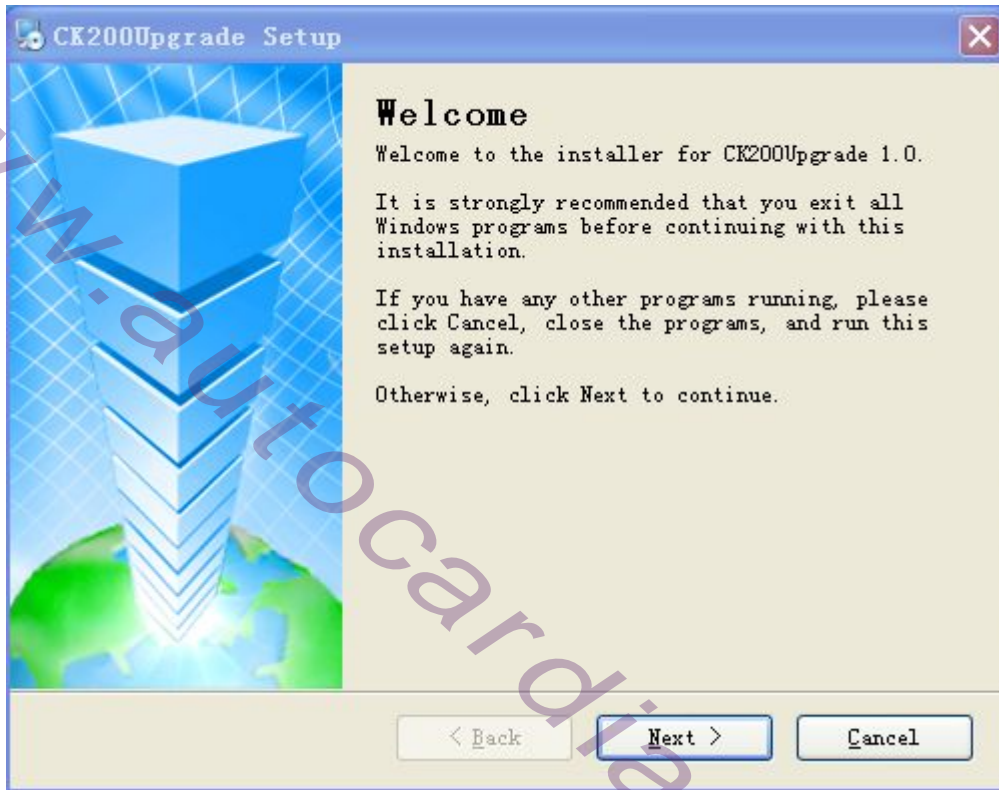 CK200Upgrade Setup
Welcome
Welcome to the installer for CK200Upgrade 1.0.
It is strongly recommended that you exit all
Windows programs before continuing with this
installation.
If you have any other programs running, please
click Cancel, close the programs, and run this
setup again.
Otherwise, click Next to continue.
< Back
Next >
Cancel
w.autocardia